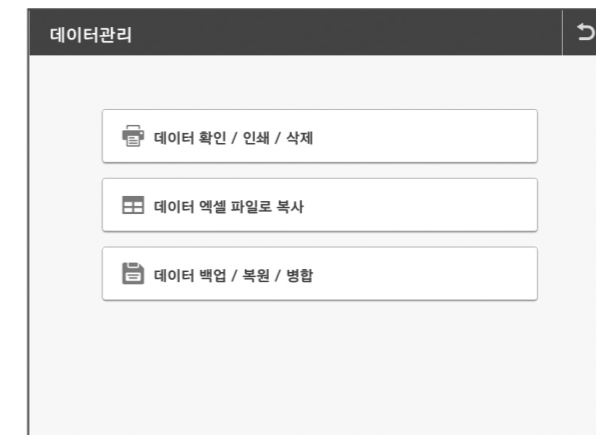 데이터관리
데이터 확인 / 인쇄 / 삭제
데이터 엑셀 파일로 복사
데이터 백업 / 복원 / 병합